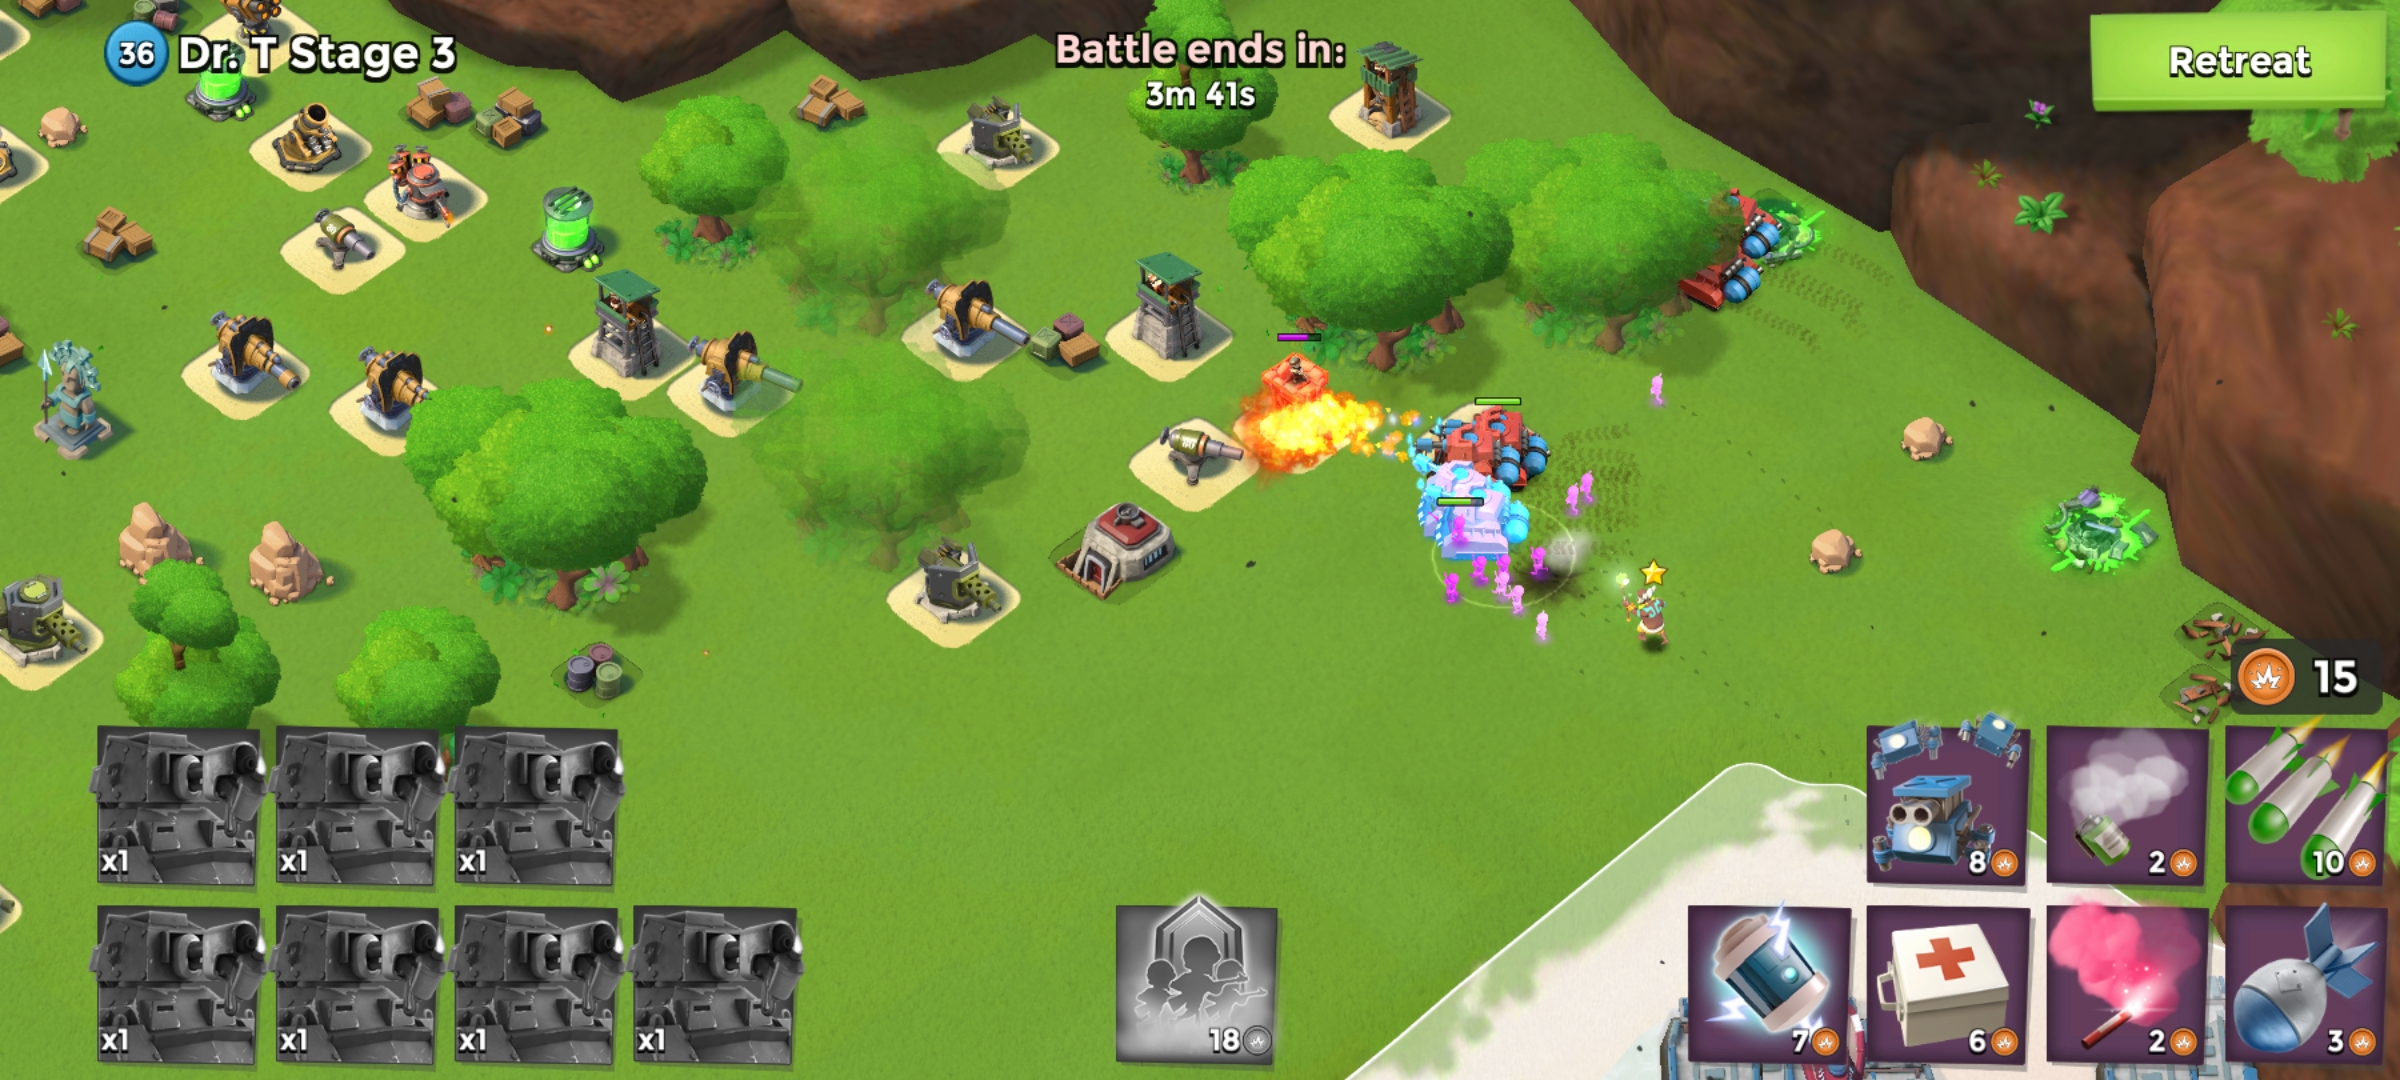 36 Dr. T Stage 3
Battle ends in:
3m 41s
Retreat
15
x1 x1 x1
8 2 10
x1 x1 x1 x1
18
7 6 2 3